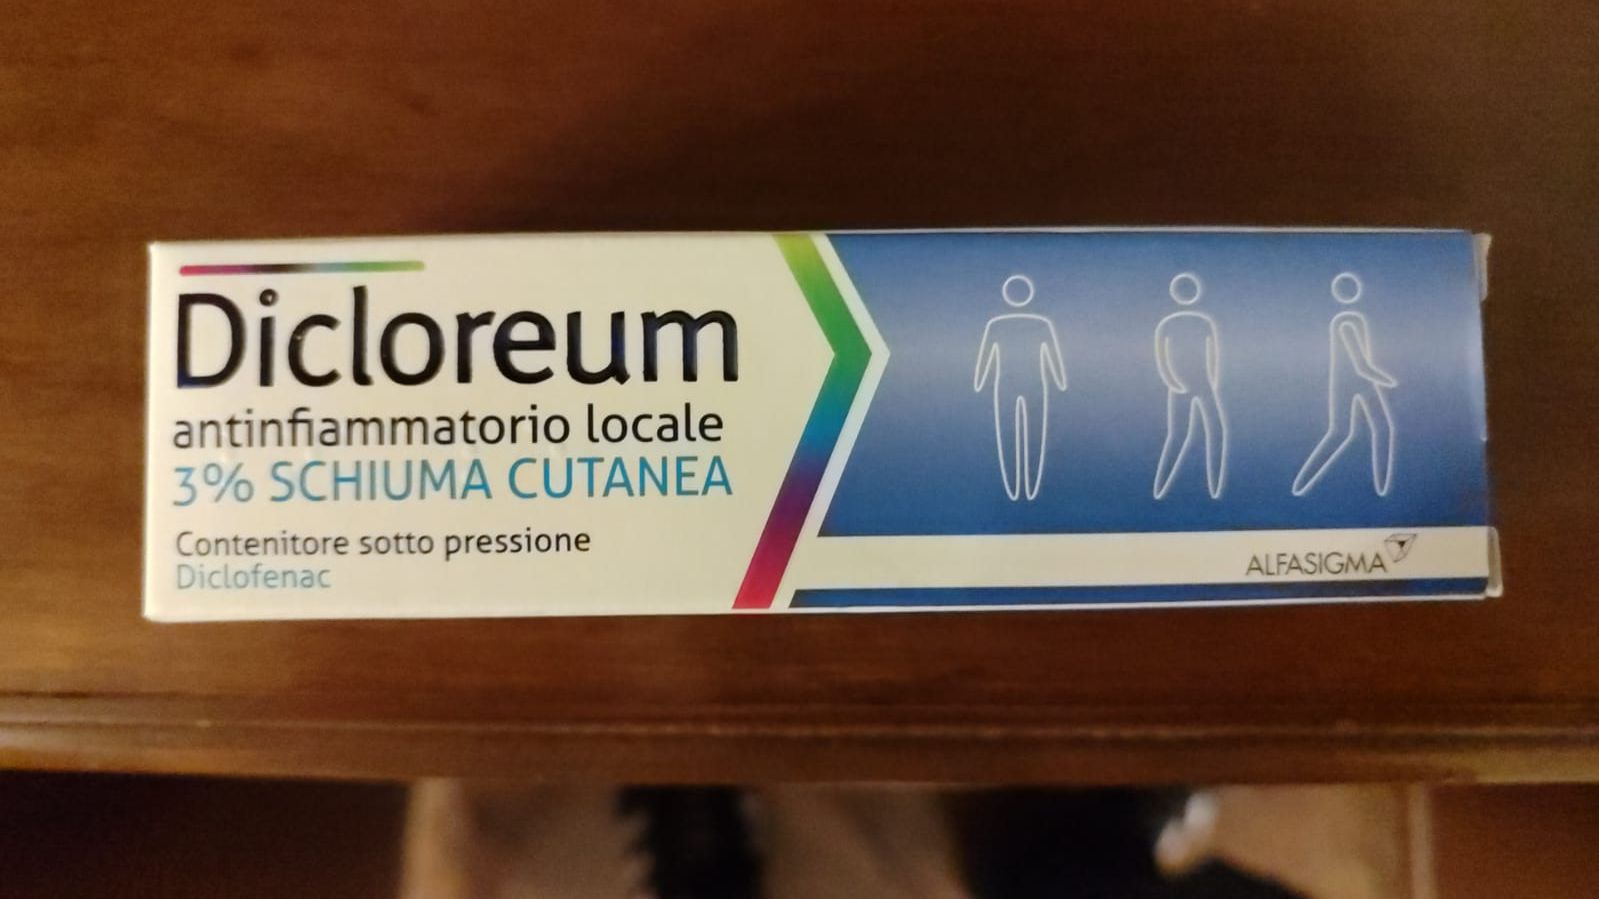 Dicloreum
antinfiammatorio locale
3% SCHIUMA CUTANEA
Contenitore sotto pressione
Diclofenac
ALFASIGMA